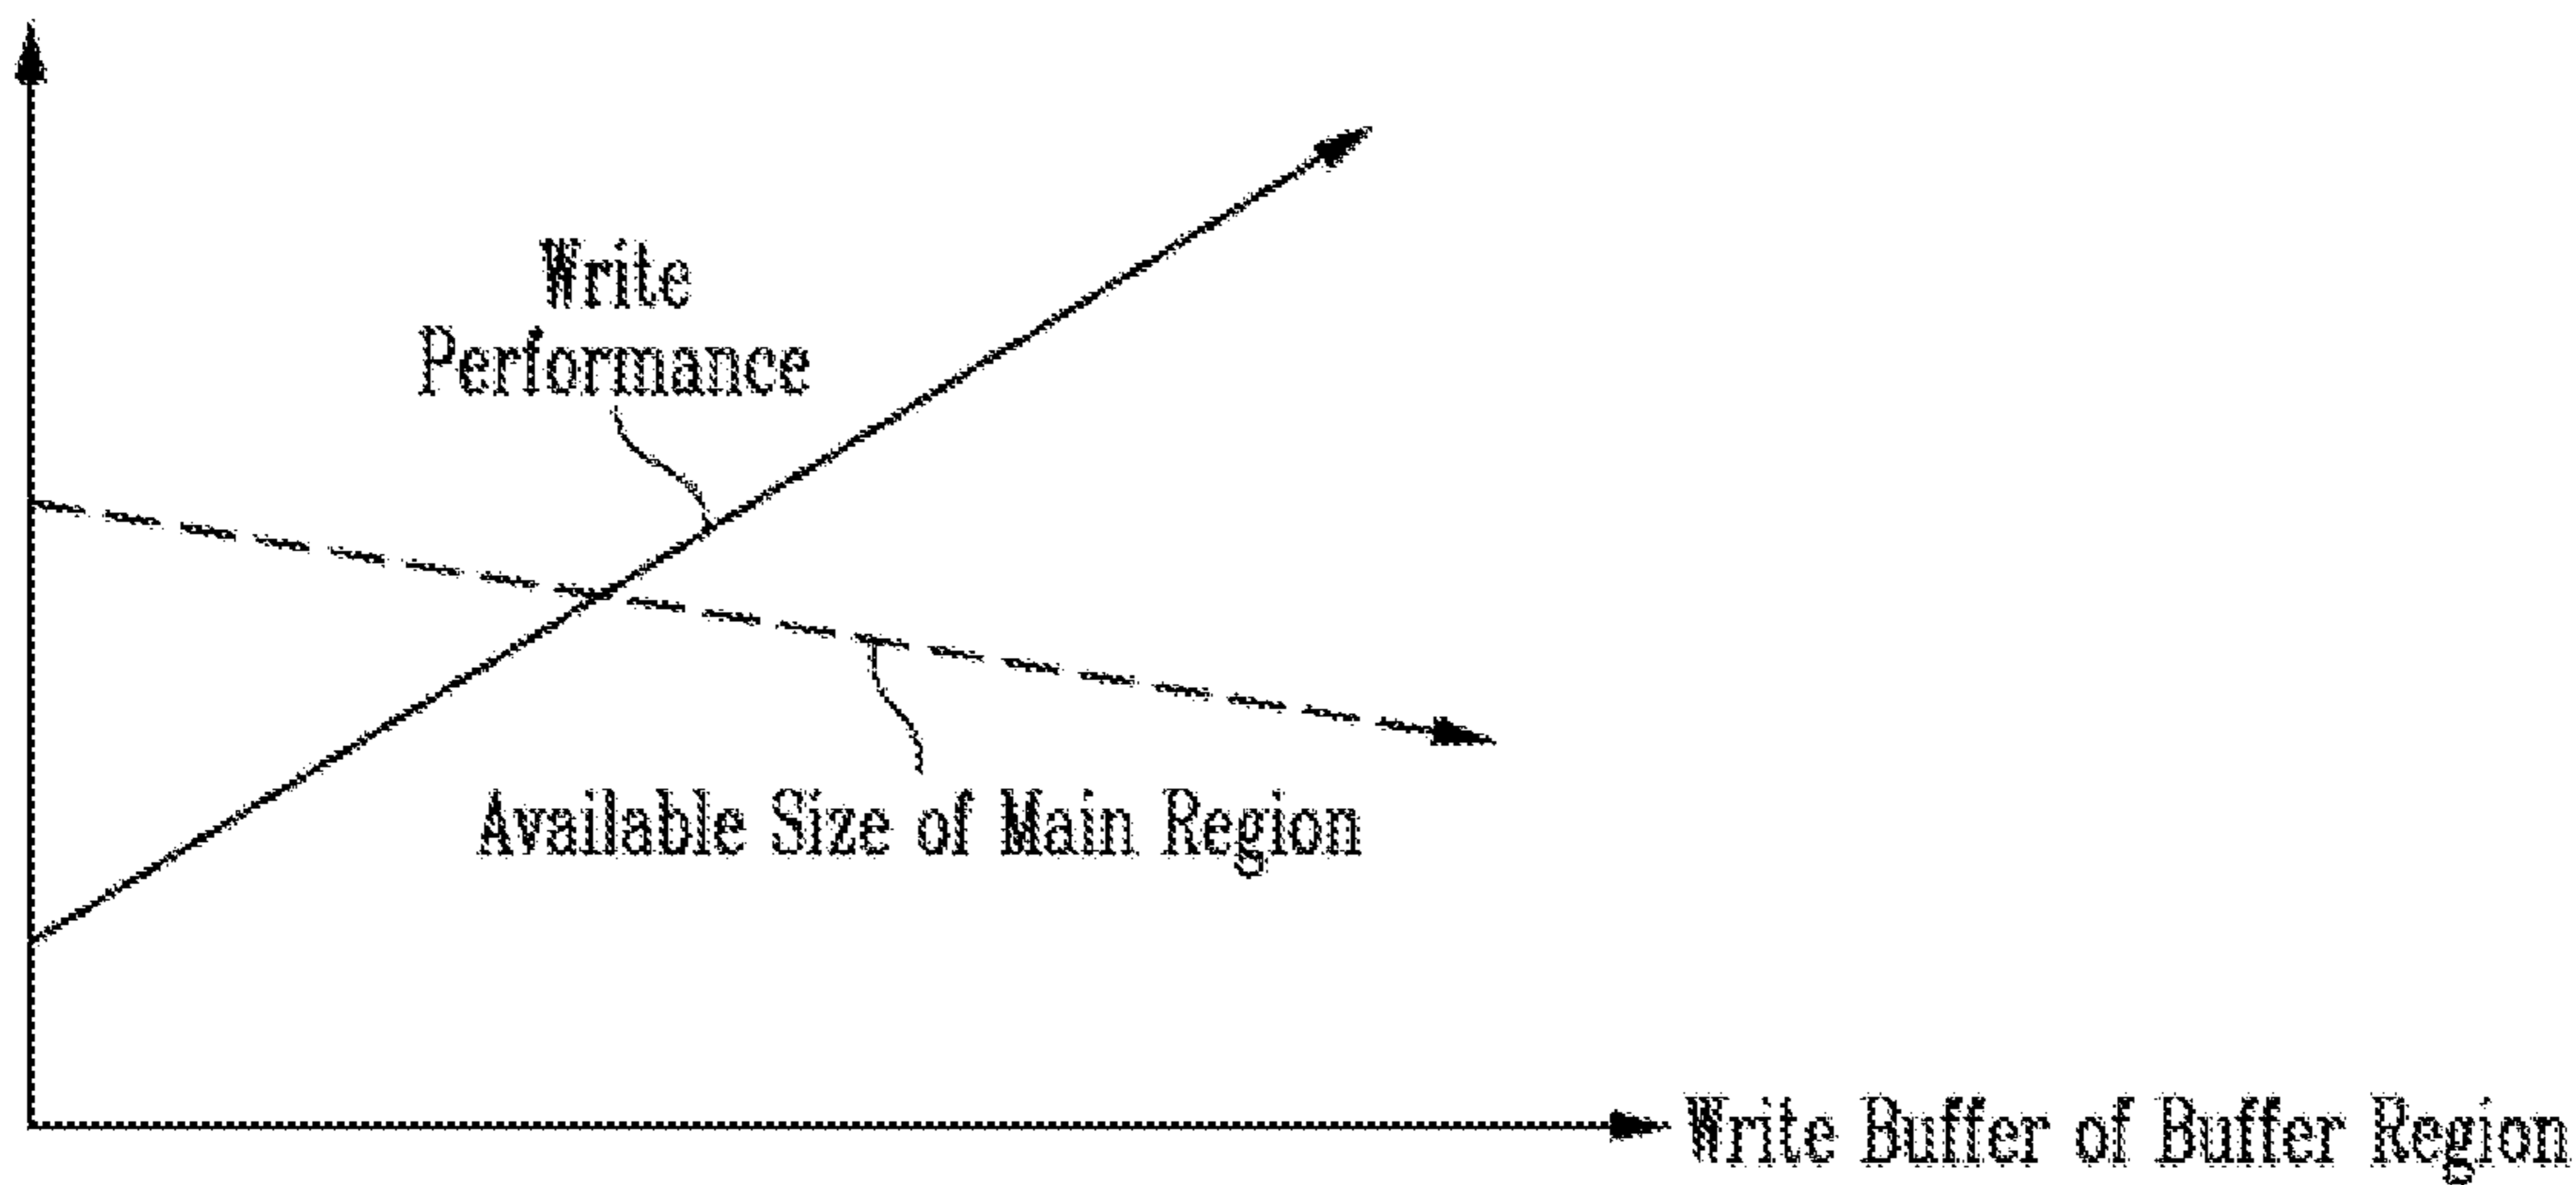 Write
Performance
Available Size of Main Region
Write Buffer of Buffer Region